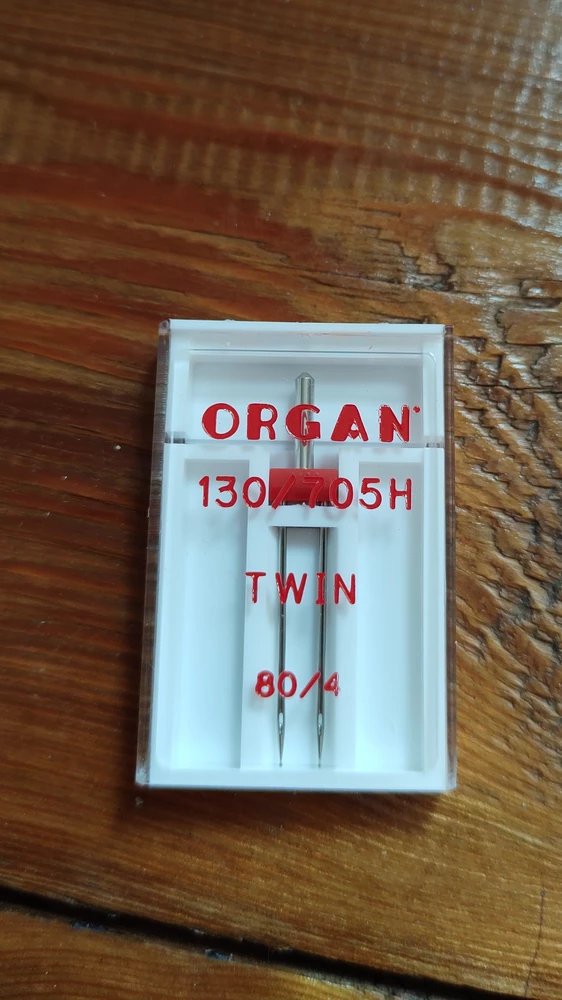 ORGAN
130/705H
TWIN
80/4